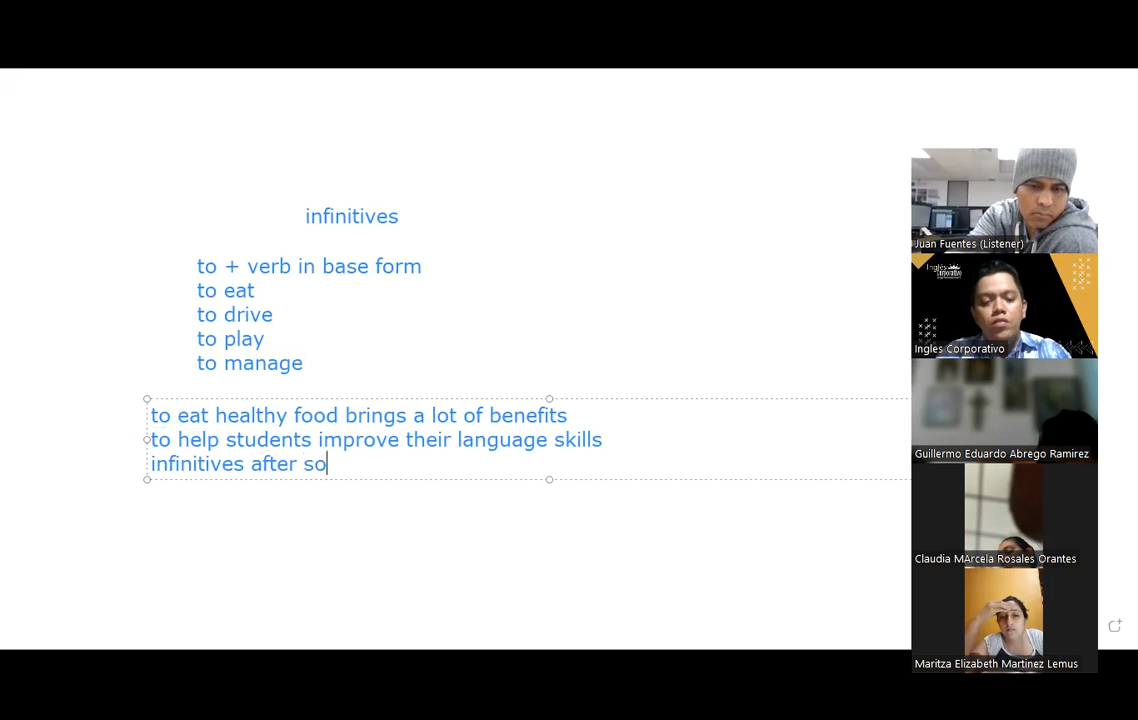 infinitives
to + verb in base form
to eat
to drive
to play
to manage
to eat healthy food brings a lot of benefits
to help students improve their language skills
infinitives after so
Juan Fuentes (Listener)
Inglés
Corporativo
Ingles Corporativo
Guillermo Eduardo Abrego Ramirez
Claudia MArcela Rosales Orantes
Maritza Elizabeth Martinez Lemus